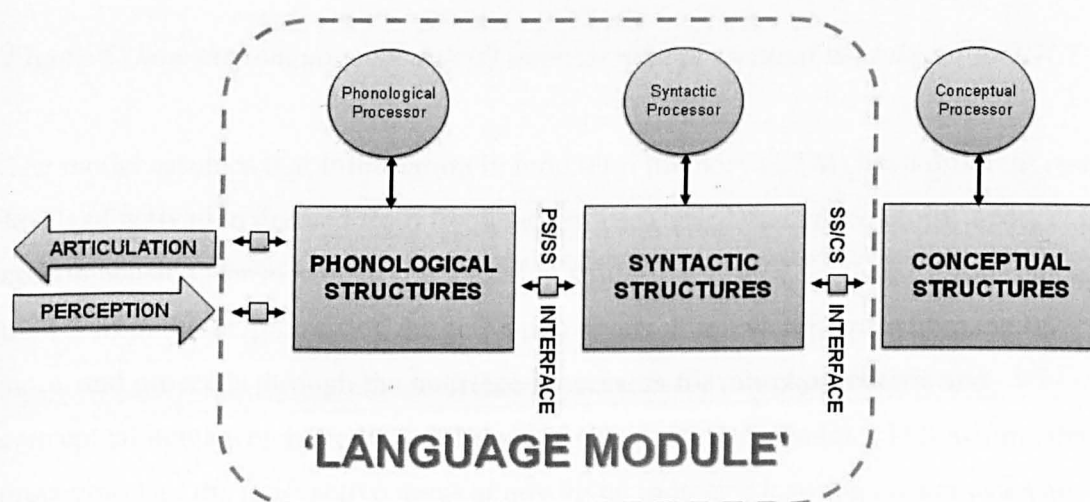 Phonological
Processor
Syntactic
Processor
Conceptual
Processor
ARTICULATION
PERCEPTION
PHONOLOGICAL
STRUCTURES
PS/SS INTERFACE
SYNTACTIC
STRUCTURES
SS/CS INTERFACE
CONCEPTUAL
STRUCTURES
'LANGUAGE MODULE'